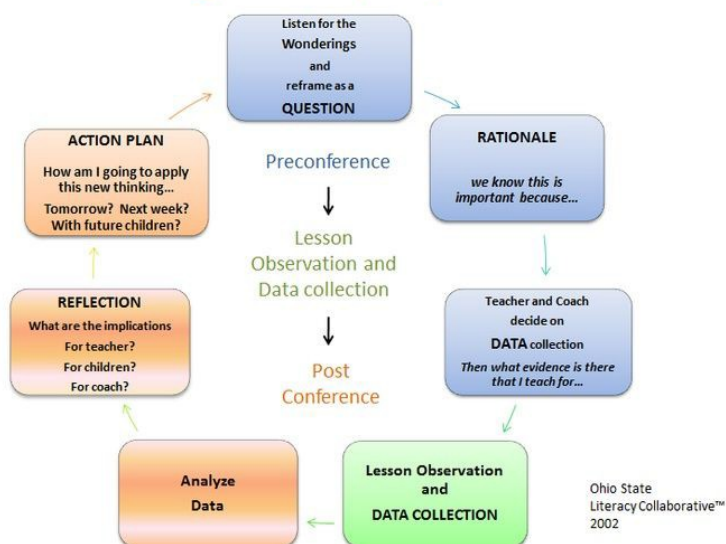 Listen for the
Wonderings
and
reframe as a
QUESTION
RATIONALE
we know this is
important because...
Teacher and Coach
decide on
DATA collection
Then what evidence is there
that I teach for...
Lesson Observation
and
DATA COLLECTION
Analyze
Data
REFLECTION
What are the implications
For teacher?
For children?
For coach?
ACTION PLAN
How am I going to apply
this new thinking...
Tomorrow? Next week?
With future children?
Preconference
Lesson
Observation and
Data collection
Post
Conference
Ohio State
Literacy Collaborative™
2002